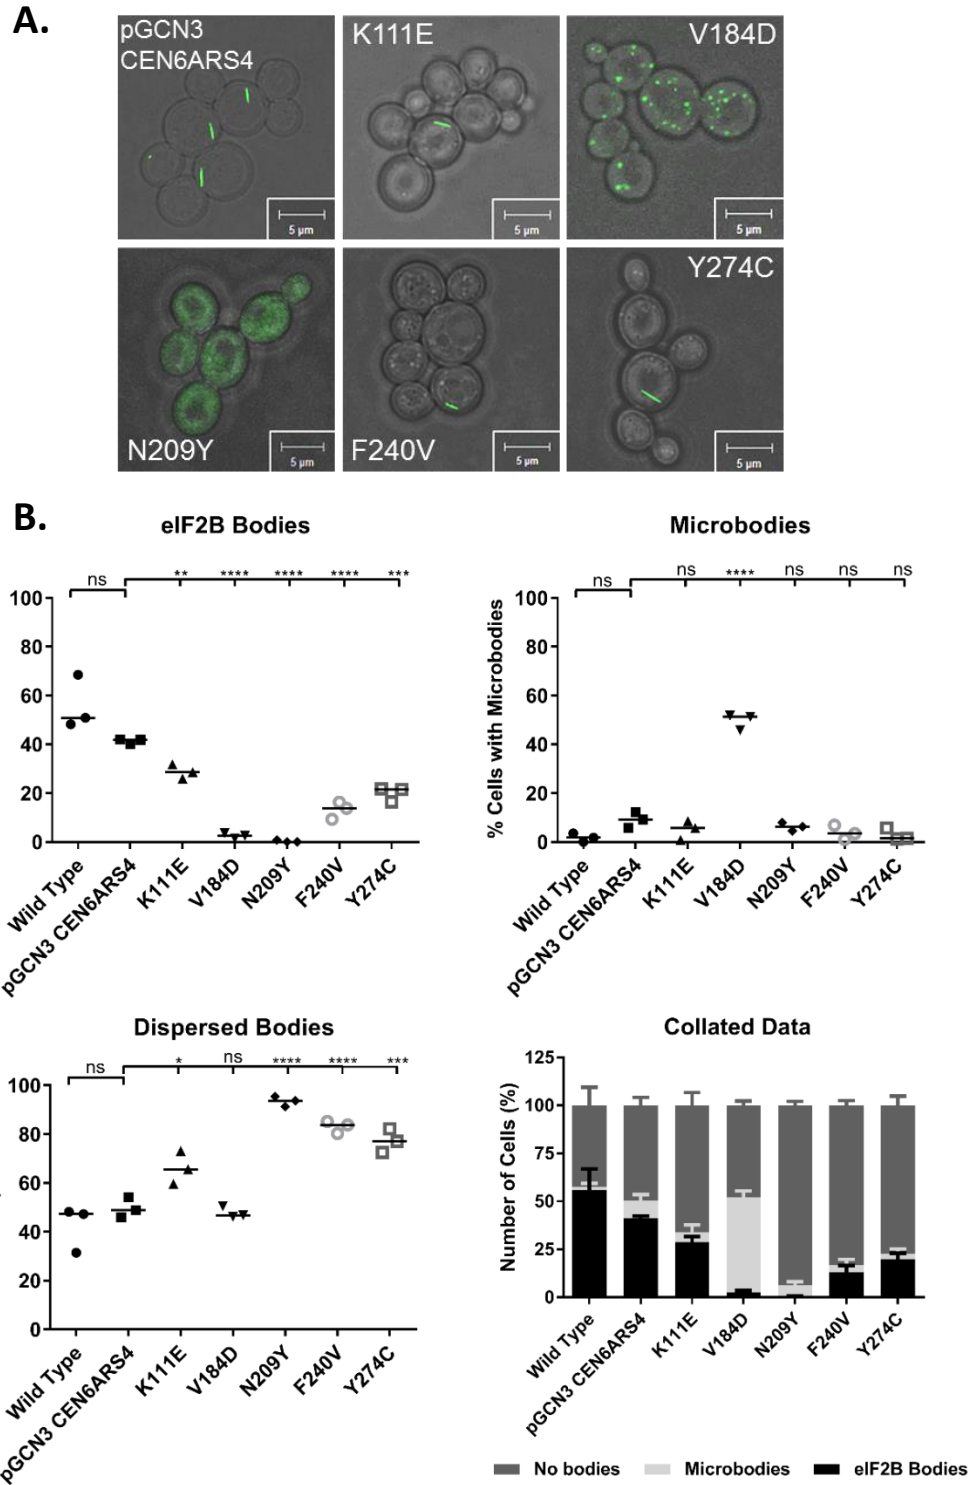 A.
pGCN3
CEN6ARS4
K111E
V184D
5 µm
5 µm
5 µm
N209Y
F240V
Y274C
5 µm
5 µm
5 µm
B.
eIF2B Bodies
ns
**
****
****
****
***
100
80
60
40
20
0
Wild Type
pGCN3 CEN6ARS4
K111E
V184D
N209Y
F240V
Y274C
Microbodies
ns
ns
****
ns
ns
ns
% Cells with Microbodies
100
80
60
40
20
0
Wild Type
pGCN3 CEN6ARS4
K111E
V184D
N209Y
F240V
Y274C
Dispersed Bodies
ns
*
ns
****
****
***
100
80
60
40
20
0
Wild Type
pGCN3 CEN6ARS4
K111E
V184D
N209Y
F240V
Y274C
Collated Data
Number of Cells (%)
125
100
75
50
25
0
Wild Type
pGCN3 CEN6ARS4
K111E
V184D
N209Y
F240V
Y274C
No bodies
Microbodies
eIF2B Bodies